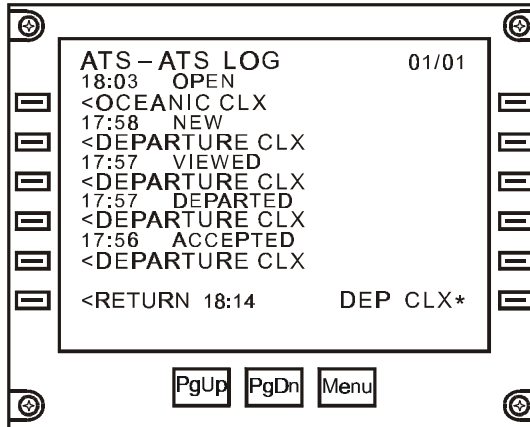 ATS – ATS LOG 01/01
18:03 OPEN
<OCEANIC CLX
17:58 NEW
<DEPARTURE CLX
17:57 VIEWED
<DEPARTURE CLX
17:57 DEPARTED
<DEPARTURE CLX
17:56 ACCEPTED
<DEPARTURE CLX
<RETURN 18:14 DEP CLX*
PgUp PgDn Menu